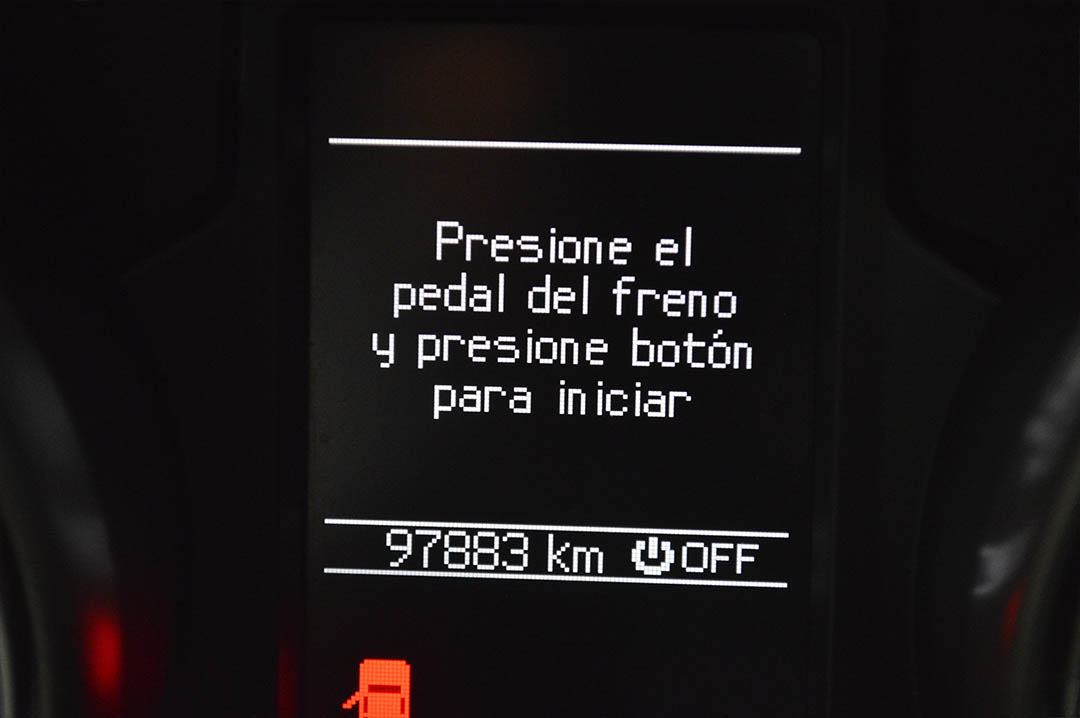 Presione el
pedal del freno
y presione botón
para iniciar
97883 km OFF